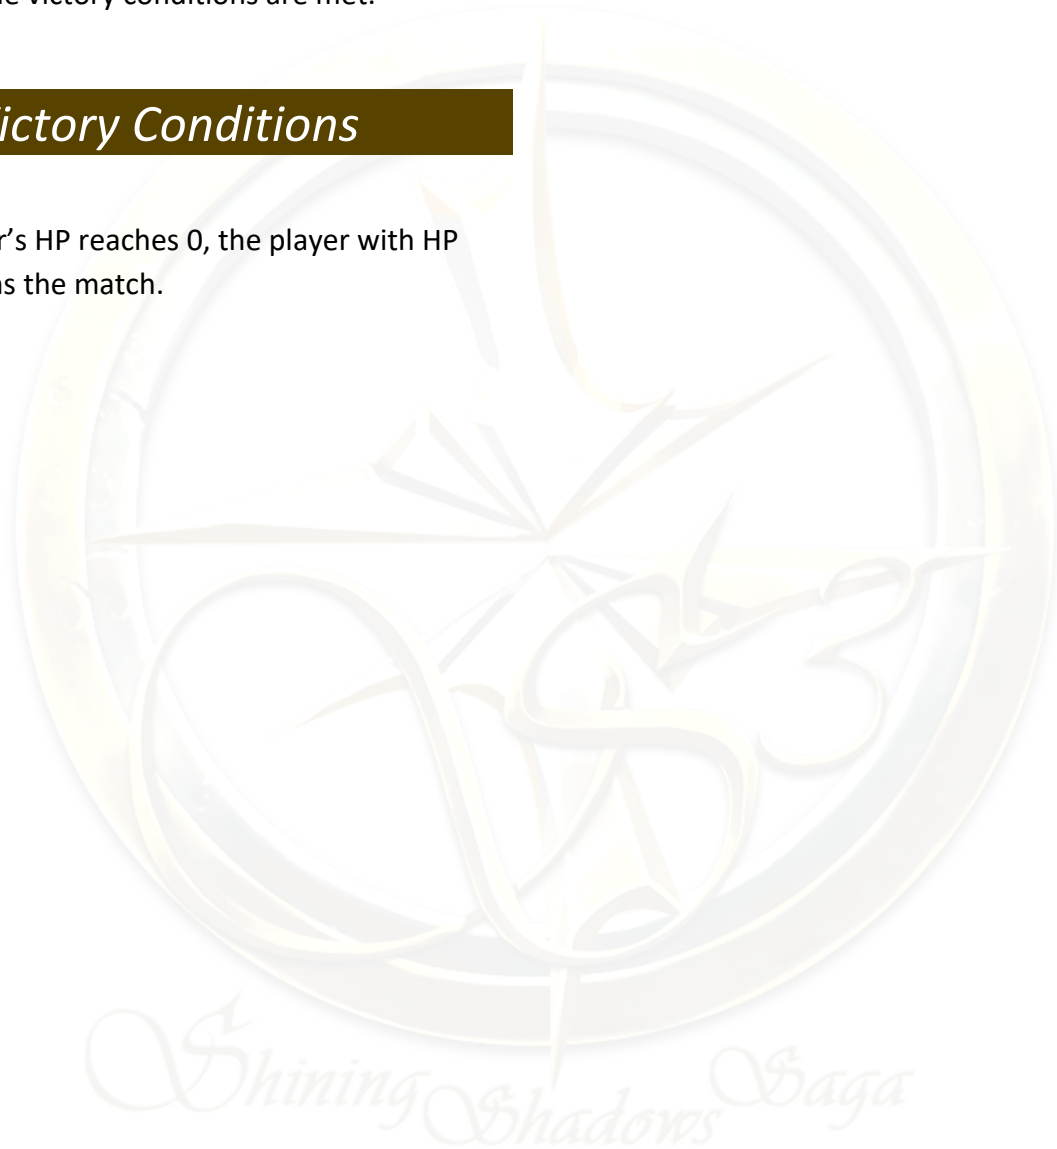 e victory conditions are met.
ictory Conditions
r’s HP reaches 0, the player with HP
s the match.
Shining
Shadows
Saga